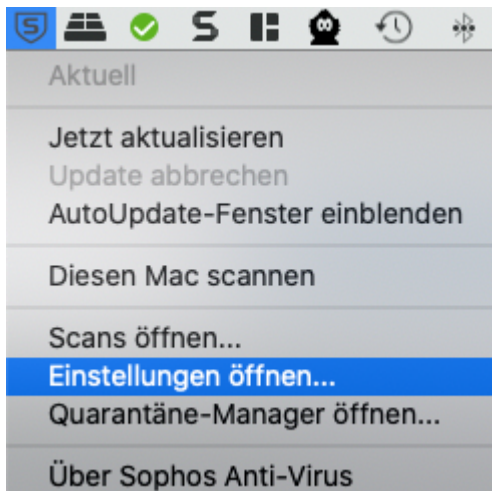 Aktuell
Jetzt aktualisieren
Update abbrechen
AutoUpdate-Fenster einblenden
Diesen Mac scannen
Scans öffnen...
Einstellungen öffnen...
Quarantäne-Manager öffnen...
Über Sophos Anti-Virus